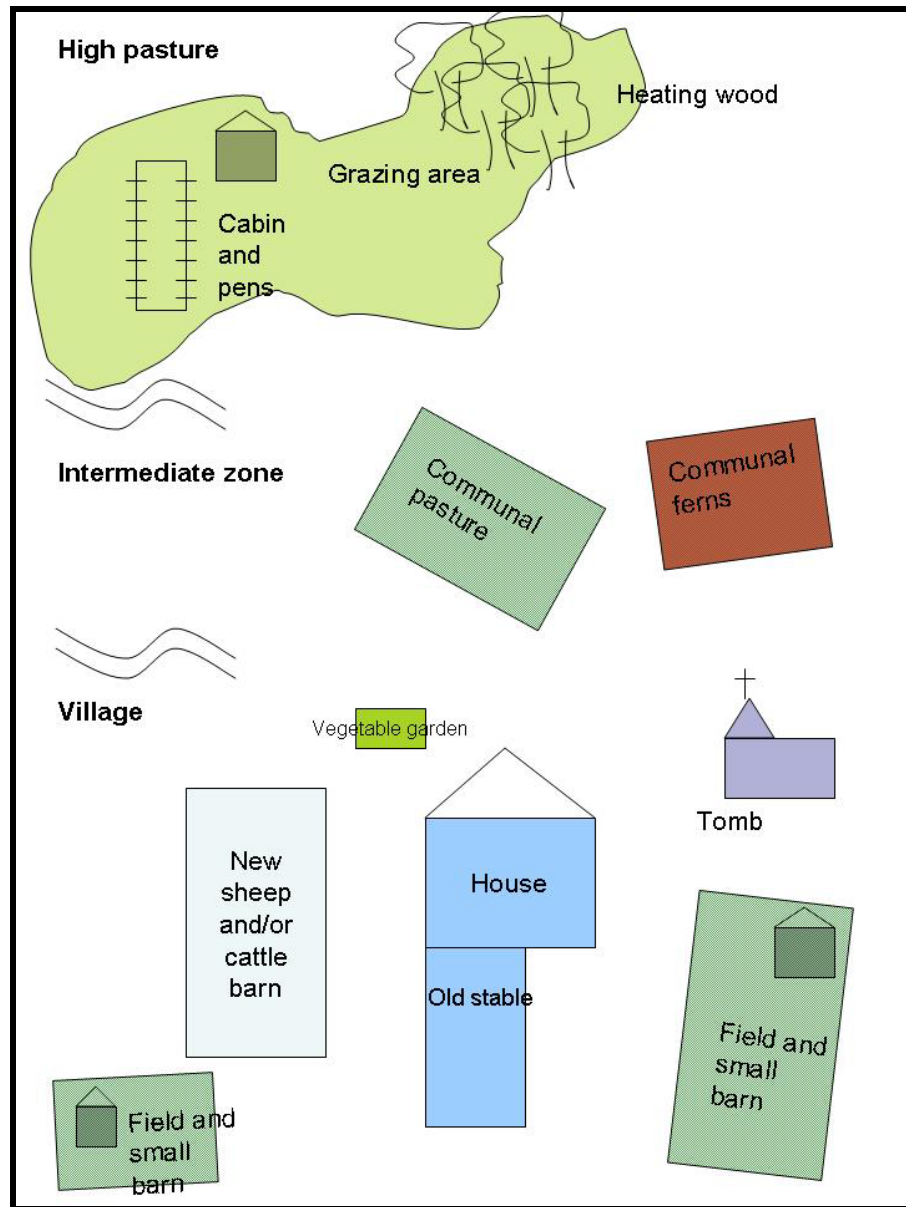 High pasture
Heating wood
Grazing area
Cabin
and
pens
Intermediate zone
Communal
pasture
Communal
ferns
Village
Vegetable garden
Tomb
New
sheep
and/or
cattle
barn
House
Old stable
Field and
small
barn
Field and
small
barn